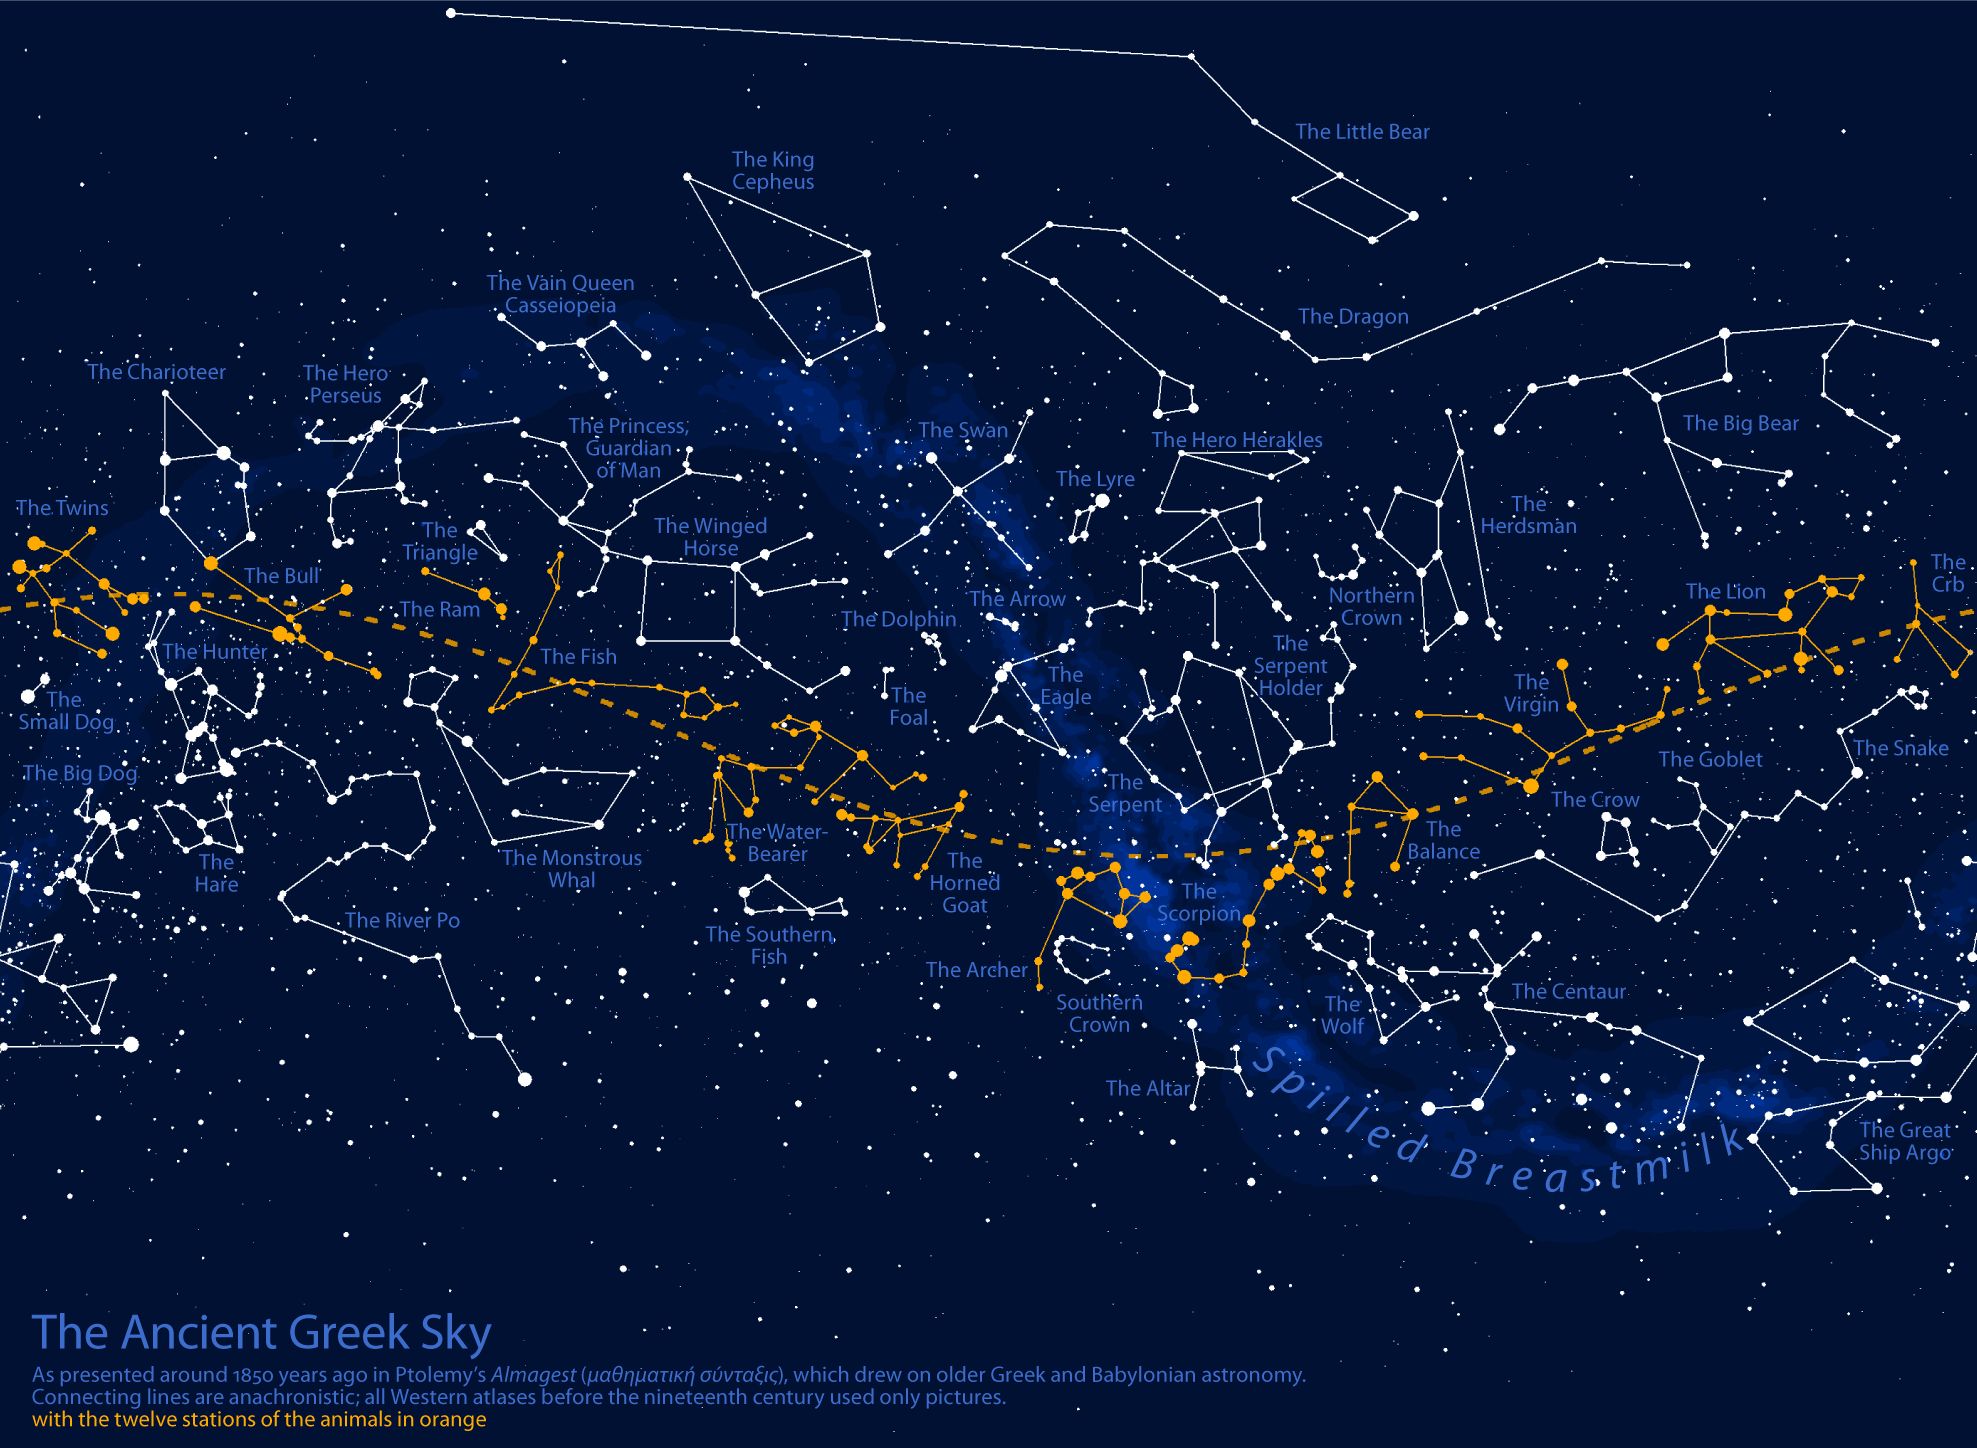 The Little Bear
The King
Cepheus
The Vain Queen
Casseiopeia
The Dragon
The Charioteer
The Hero
Perseus
The Princess,
Guardian
of Man
The Swan
The Hero Herakles
The Big Bear
The Lyre
The Twins
The
Triangle
The Winged
Horse
The
Herdsman
The Bull
The Ram
The Dolphin
The Arrow
Northern
Crown
The Lion
The
Crb
The Hunter
The Fish
The
Serpent
Holder
The
Eagle
The
Foal
The
Virgin
The
Small Dog
The Snake
The Goblet
The Big Dog
The
Serpent
The Crow
The Water-
Bearer
The
Balance
The
Hare
The Monstrous
Whal
The
Horned
Goat
The
Scorpion
The River Po
The Southern
Fish
The Archer
Southern
Crown
The
Wolf
The Centaur
The Altar
Spilled Breastmilk
The Great
Ship Argo
The Ancient Greek Sky
As presented around 1850 years ago in Ptolemy’s Almagest (μαθηματική σύνταξις), which drew on older Greek and Babylonian astronomy.
Connecting lines are anachronistic; all Western atlases before the nineteenth century used only pictures.
with the twelve stations of the animals in orange